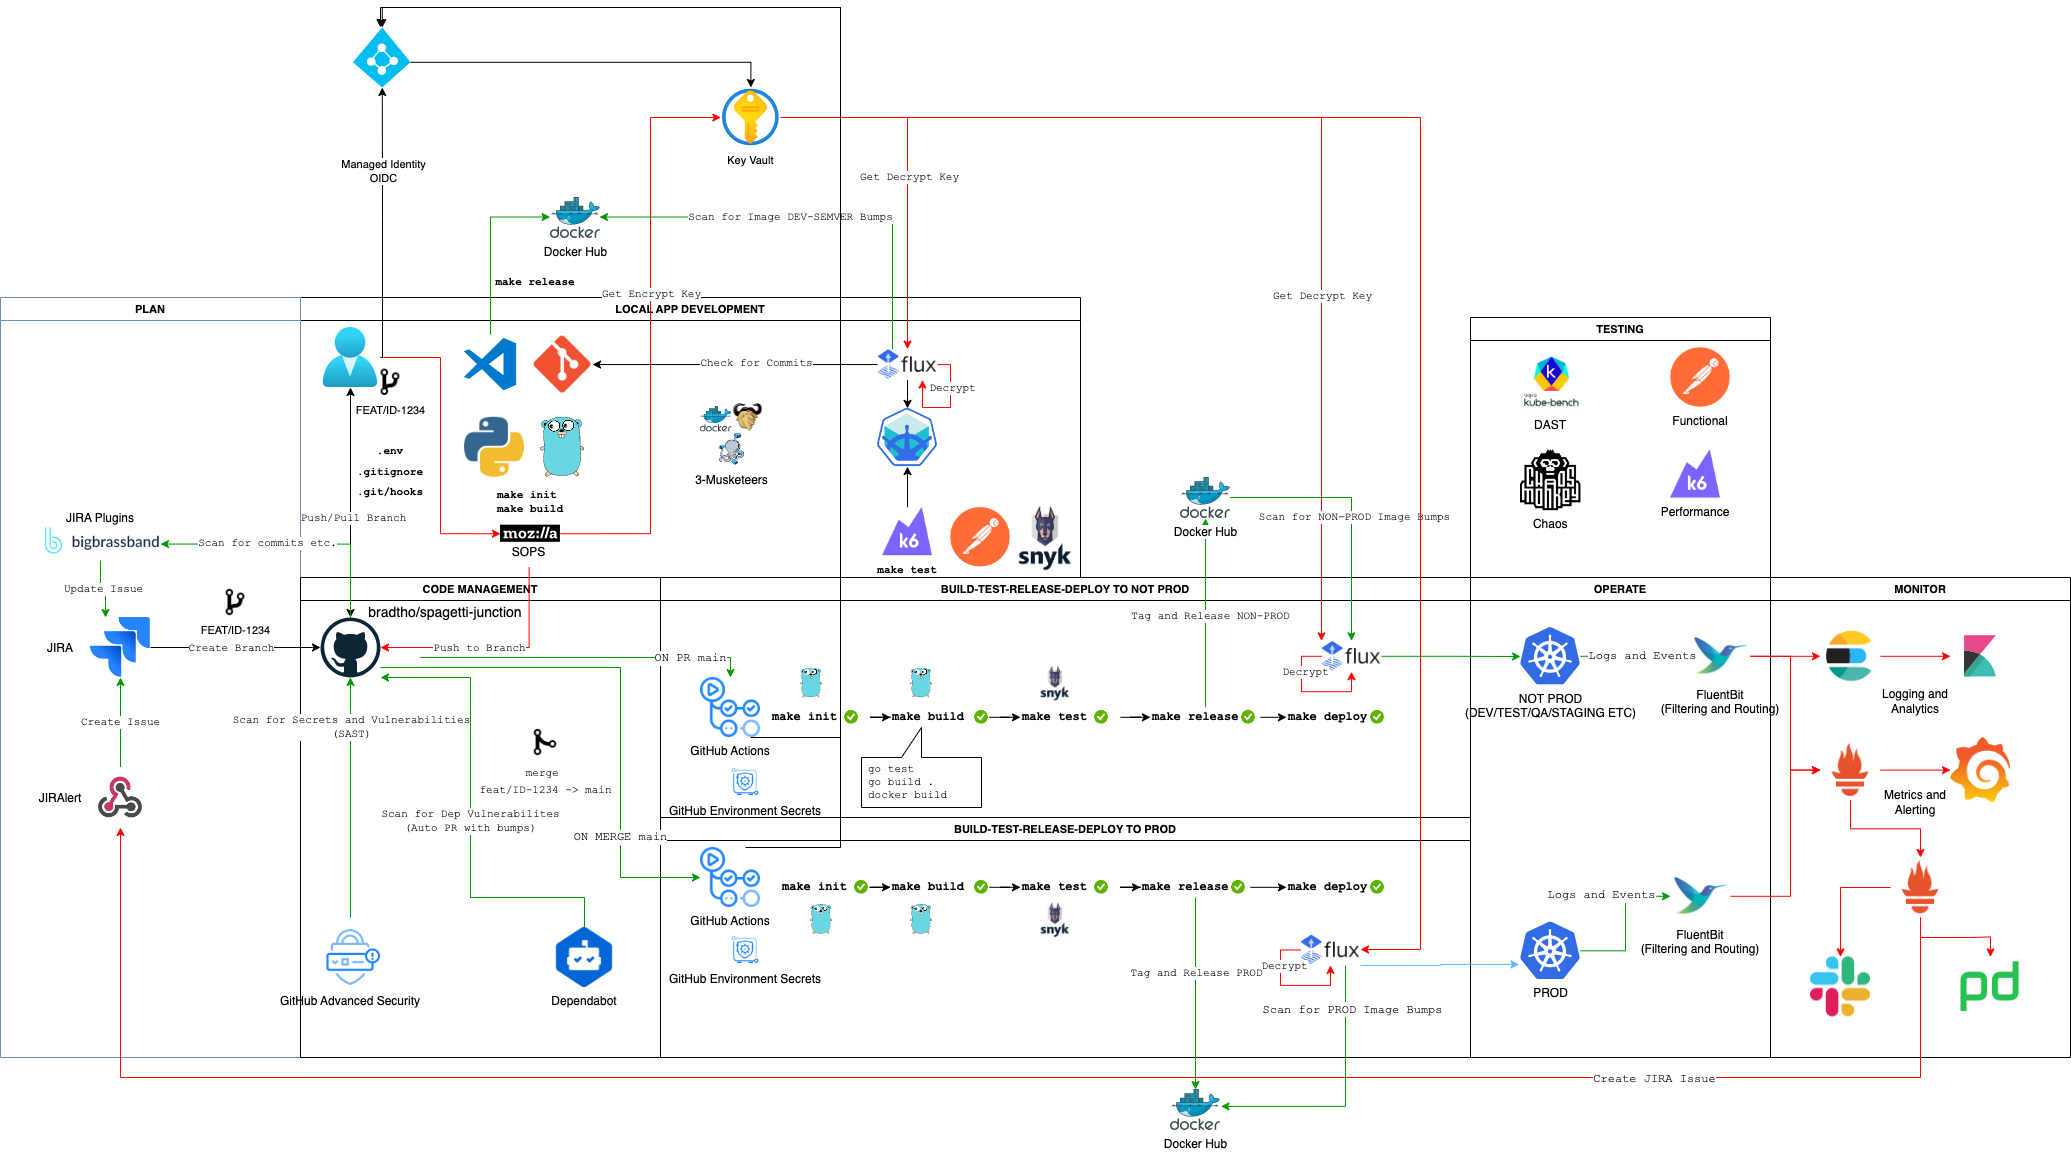 Managed Identity
OIDC
Key Vault
Get Decrypt Key
docker
Docker Hub
Scan for Image DEV-SEMVER Bumps
make release
Get Encrypt Key
Get Decrypt Key
PLAN
LOCAL APP DEVELOPMENT
TESTING
FEAT/ID-1234
Check for Commits
flux
Decrypt
aqua
kube-bench
DAST
Functional
.env
.gitignore
.git/hooks
docker
3-Musketeers
make init
make build
k6
Performance
CHAOS
MONKEY
Chaos
Push/Pull Branch
moz://a
SOPS
k6
make test
snyk
docker
Docker Hub
Scan for NON-PROD Image Bumps
JIRA Plugins
bigbrassband
Scan for commits etc.
Update Issue
FEAT/ID-1234
JIRA
Create Branch
Create Issue
JIRAlert
CODE MANAGEMENT
bradtho/spagetti-junction
Push to Branch
Scan for Secrets and Vulnerabilities
(SAST)
merge
feat/ID-1234 -> main
Scan for Dep Vulnerabilites
(Auto PR with bumps)
GitHub Advanced Security
Dependabot
BUILD-TEST-RELEASE-DEPLOY TO NOT PROD
Tag and Release NON-PROD
ON PR main
flux
Decrypt
snyk
make init
make build
make test
make release
make deploy
GitHub Actions
go test
go build .
docker build
GitHub Environment Secrets
BUILD-TEST-RELEASE-DEPLOY TO PROD
ON MERGE main
make init
make build
make test
make release
make deploy
GitHub Actions
snyk
GitHub Environment Secrets
flux
Decrypt
Tag and Release PROD
Scan for PROD Image Bumps
docker
Docker Hub
OPERATE
Logs and Events
NOT PROD
(DEV/TEST/QA/STAGING ETC)
FluentBit
(Filtering and Routing)
Logs and Events
FluentBit
(Filtering and Routing)
PROD
MONITOR
Logging and
Analytics
Metrics and
Alerting
pd
Create JIRA Issue